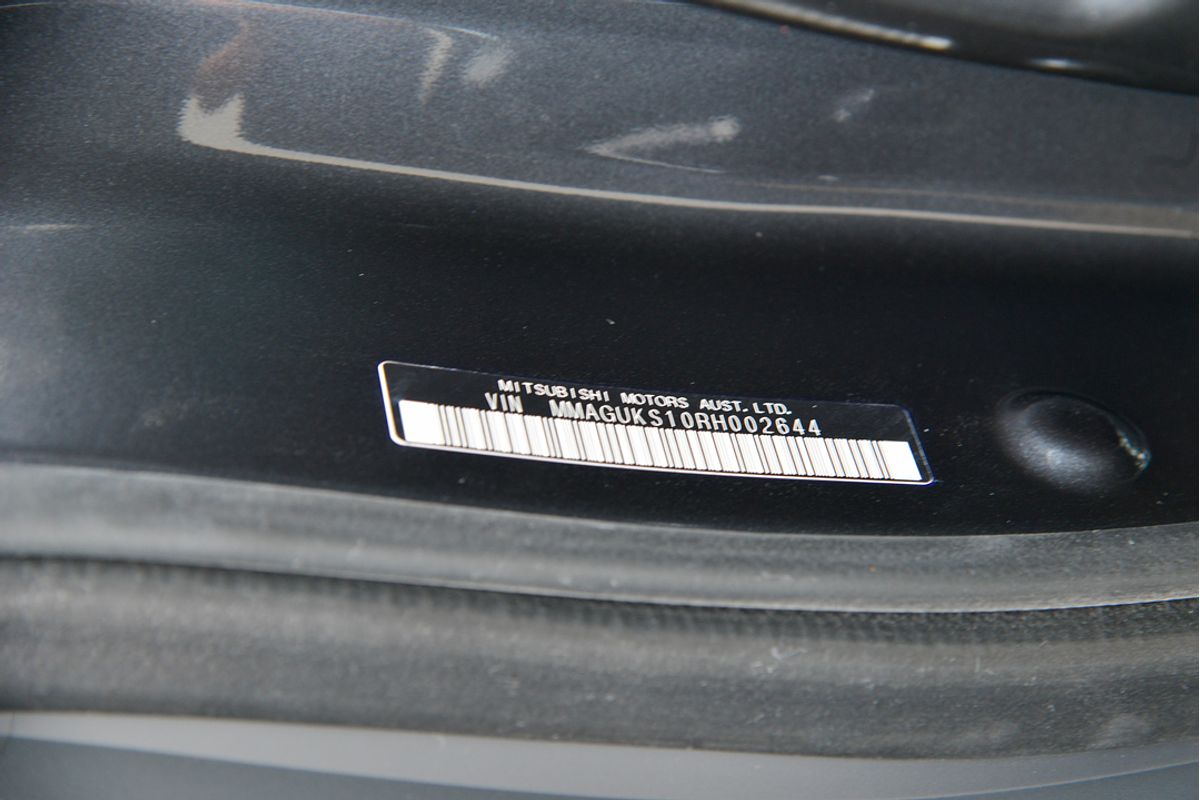 MITSUBISHI MOTORS AUST.LTD.
VIN MMAGUKS10RH002644